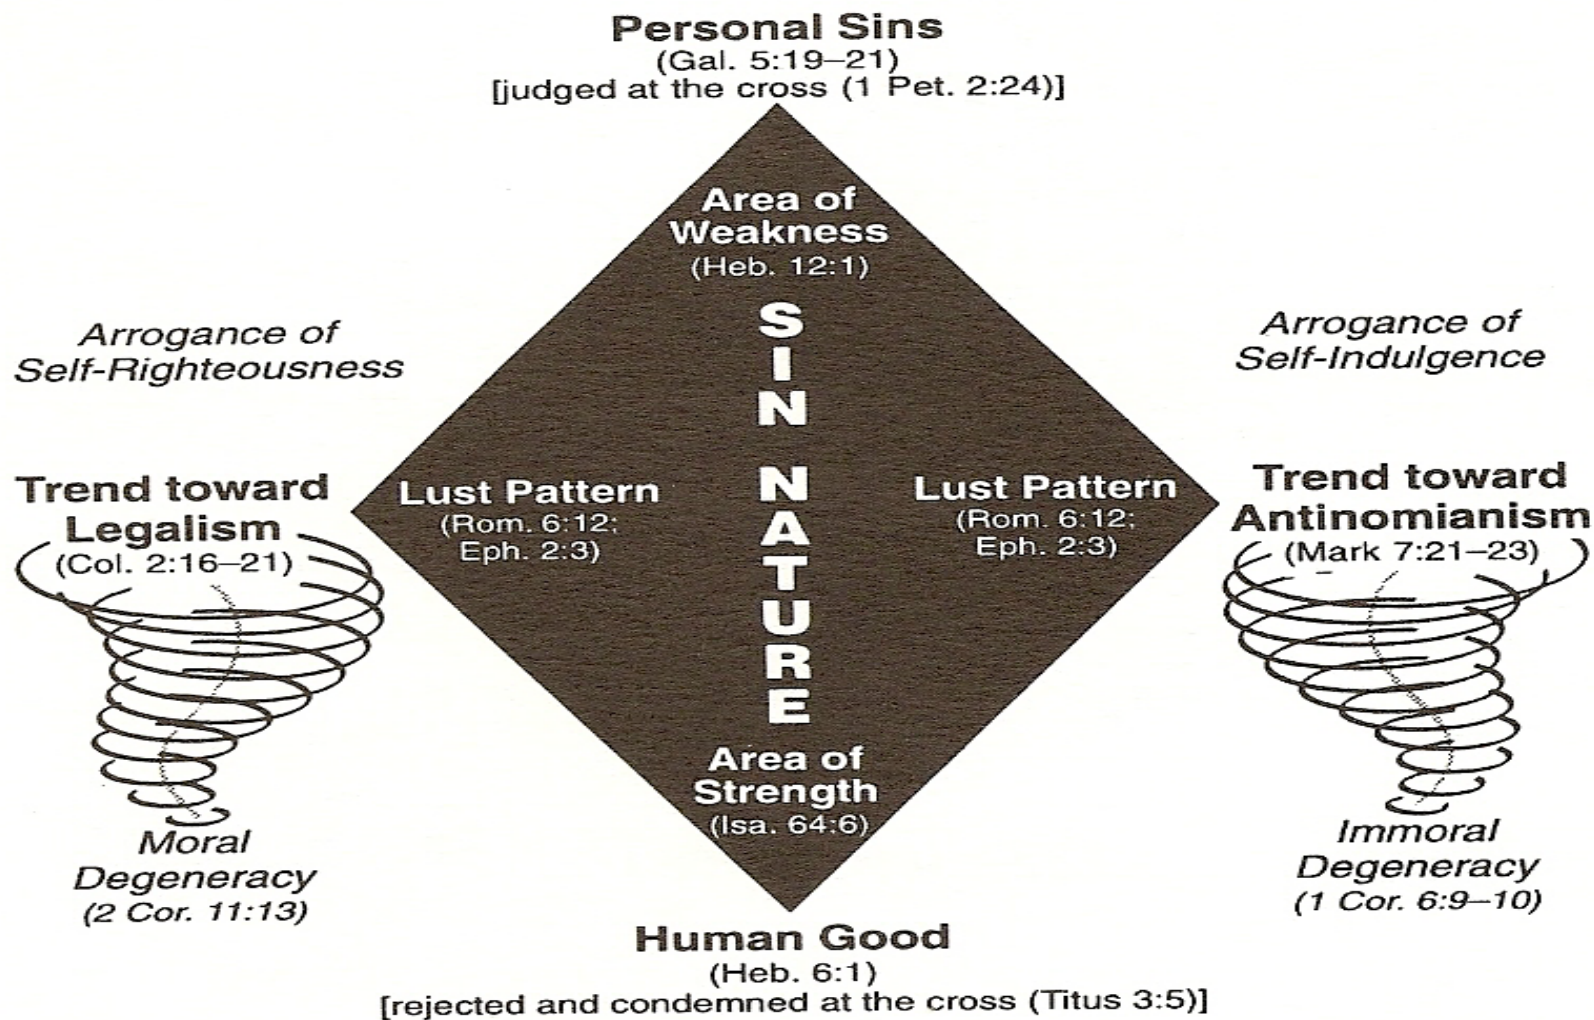 Personal Sins
(Gal. 5:19–21)
[judged at the cross (1 Pet. 2:24)]
Area of
Weakness
(Heb. 12:1)
SIN NATURE
Arrogance of
Self-Righteousness
Arrogance of
Self-Indulgence
Trend toward
Legalism
(Col. 2:16–21)
Lust Pattern
(Rom. 6:12;
Eph. 2:3)
Lust Pattern
(Rom. 6:12;
Eph. 2:3)
Trend toward
Antinomianism
(Mark 7:21–23)
Area of
Strength
(Isa. 64:6)
Moral
Degeneracy
(2 Cor. 11:13)
Immoral
Degeneracy
(1 Cor. 6:9–10)
Human Good
(Heb. 6:1)
[rejected and condemned at the cross (Titus 3:5)]